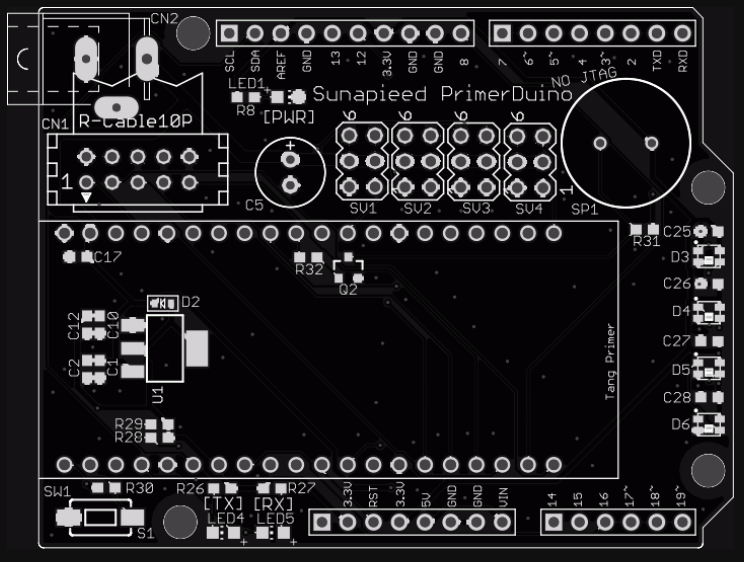 CN2
SCL SDA AREF GND 13 12 3.3V GND GND 8
7 6~ 5~ 4 3~ 2 TXD RXD
LED1
+
R8
[PWR]
Sunapieed PrimerDuino
NO JTAG
CN1
R-Cable10P
1
+
C5
6 6 6 6
1
SV1 SV2 SV3 SV4
SP1
R31
C25
D3
C26
D4
C27
D5
C28
D6
C17
R32
Q2
D2
C12 C10
C2 C1
U1
Tang Primer
R29
R28
SW1
R30
S1
R26
R27
[TX] [RX]
LED4 LED5
+ +
3.3V RST 3.3V 5V GND GND VIN
14 15 16 17~ 18~ 19~